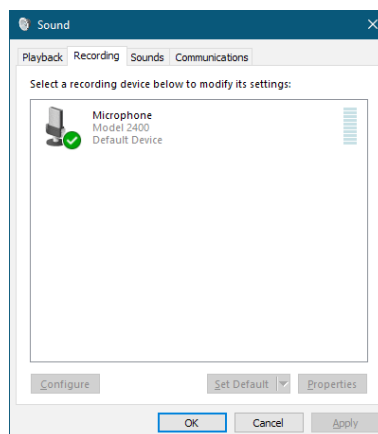 Sound
Playback Recording Sounds Communications
Select a recording device below to modify its settings:
Microphone
Model 2400
Default Device
Configure Set Default Properties
OK Cancel Apply